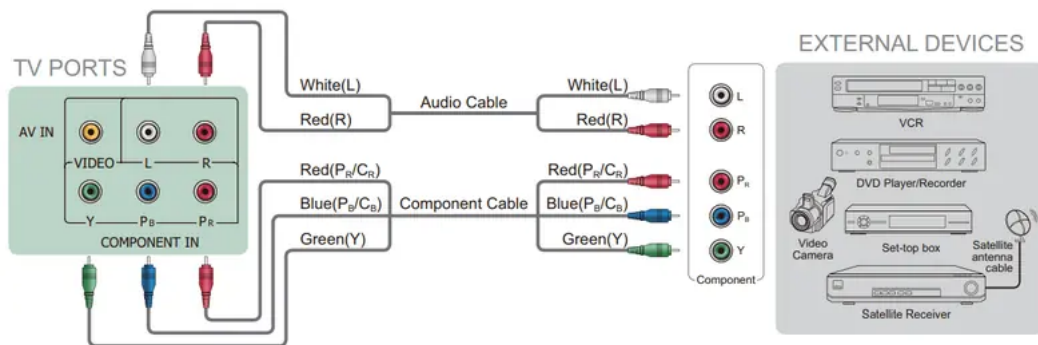 TV PORTS
AV IN
VIDEO
L
R
Y
PB
PR
COMPONENT IN
White(L)
Red(R)
Audio Cable
White(L)
Red(R)
Red(PR/CR)
Blue(PB/CB)
Green(Y)
Component Cable
Red(PR/CR)
Blue(PB/CB)
Green(Y)
L
R
PR
PB
Y
Component
EXTERNAL DEVICES
VCR
DVD Player/Recorder
Video
Camera
Set-top box
Satellite
antenna
cable
Satellite Receiver